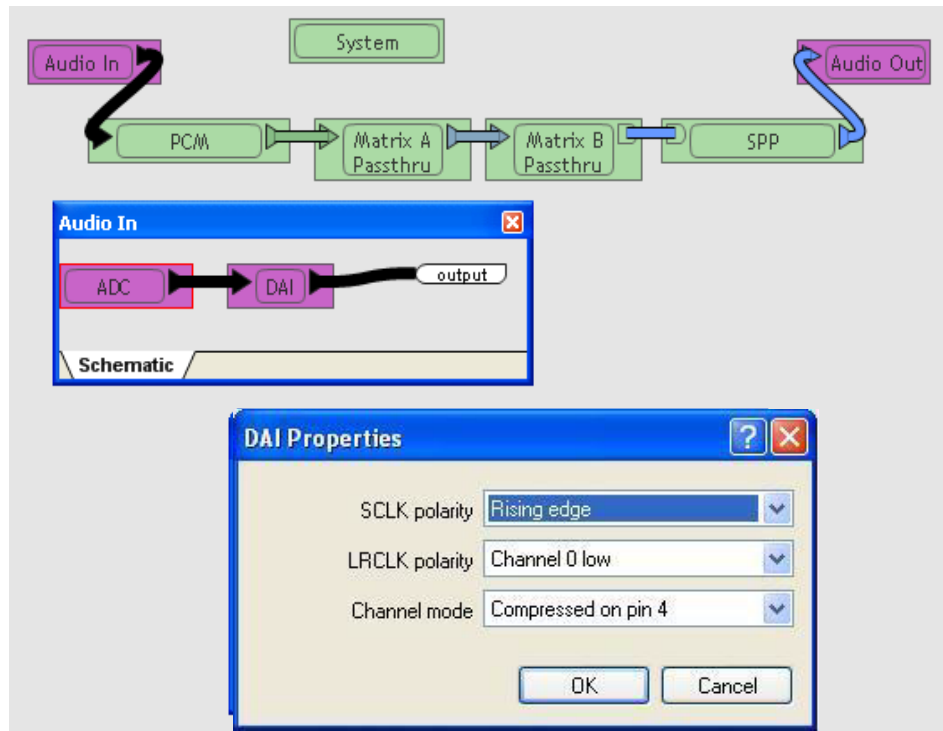 System
Audio In
Audio Out
PCM
Matrix A
Passthru
Matrix B
Passthru
SPP
Audio In
ADC
DAI
output
Schematic
DAI Properties
?
SCLK polarity Rising edge
LRCLK polarity Channel 0 low
Channel mode Compressed on pin 4
OK Cancel